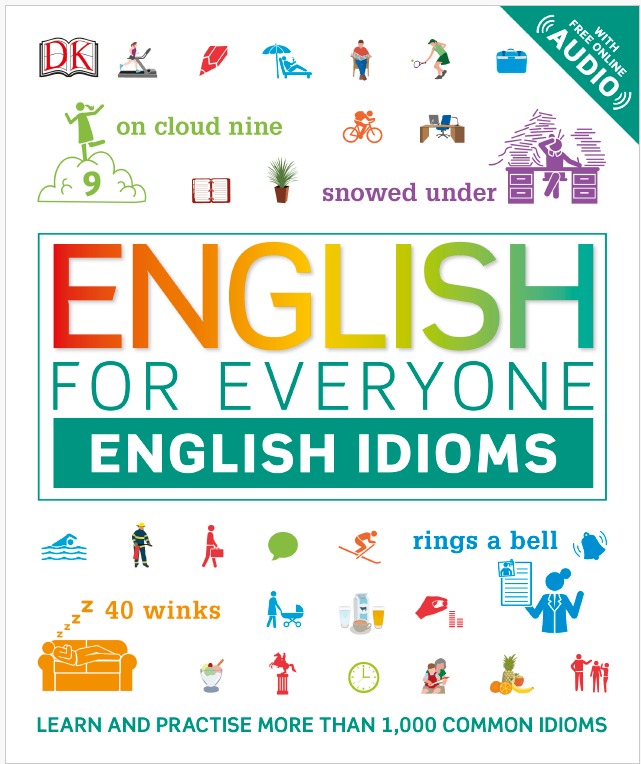 DK
WITH
FREE ONLINE
AUDIO
on cloud nine
9
snowed under
ENGLISH
FOR EVERYONE
ENGLISH IDIOMS
rings a bell
z z z z
40 winks
LEARN AND PRACTISE MORE THAN 1,000 COMMON IDIOMS